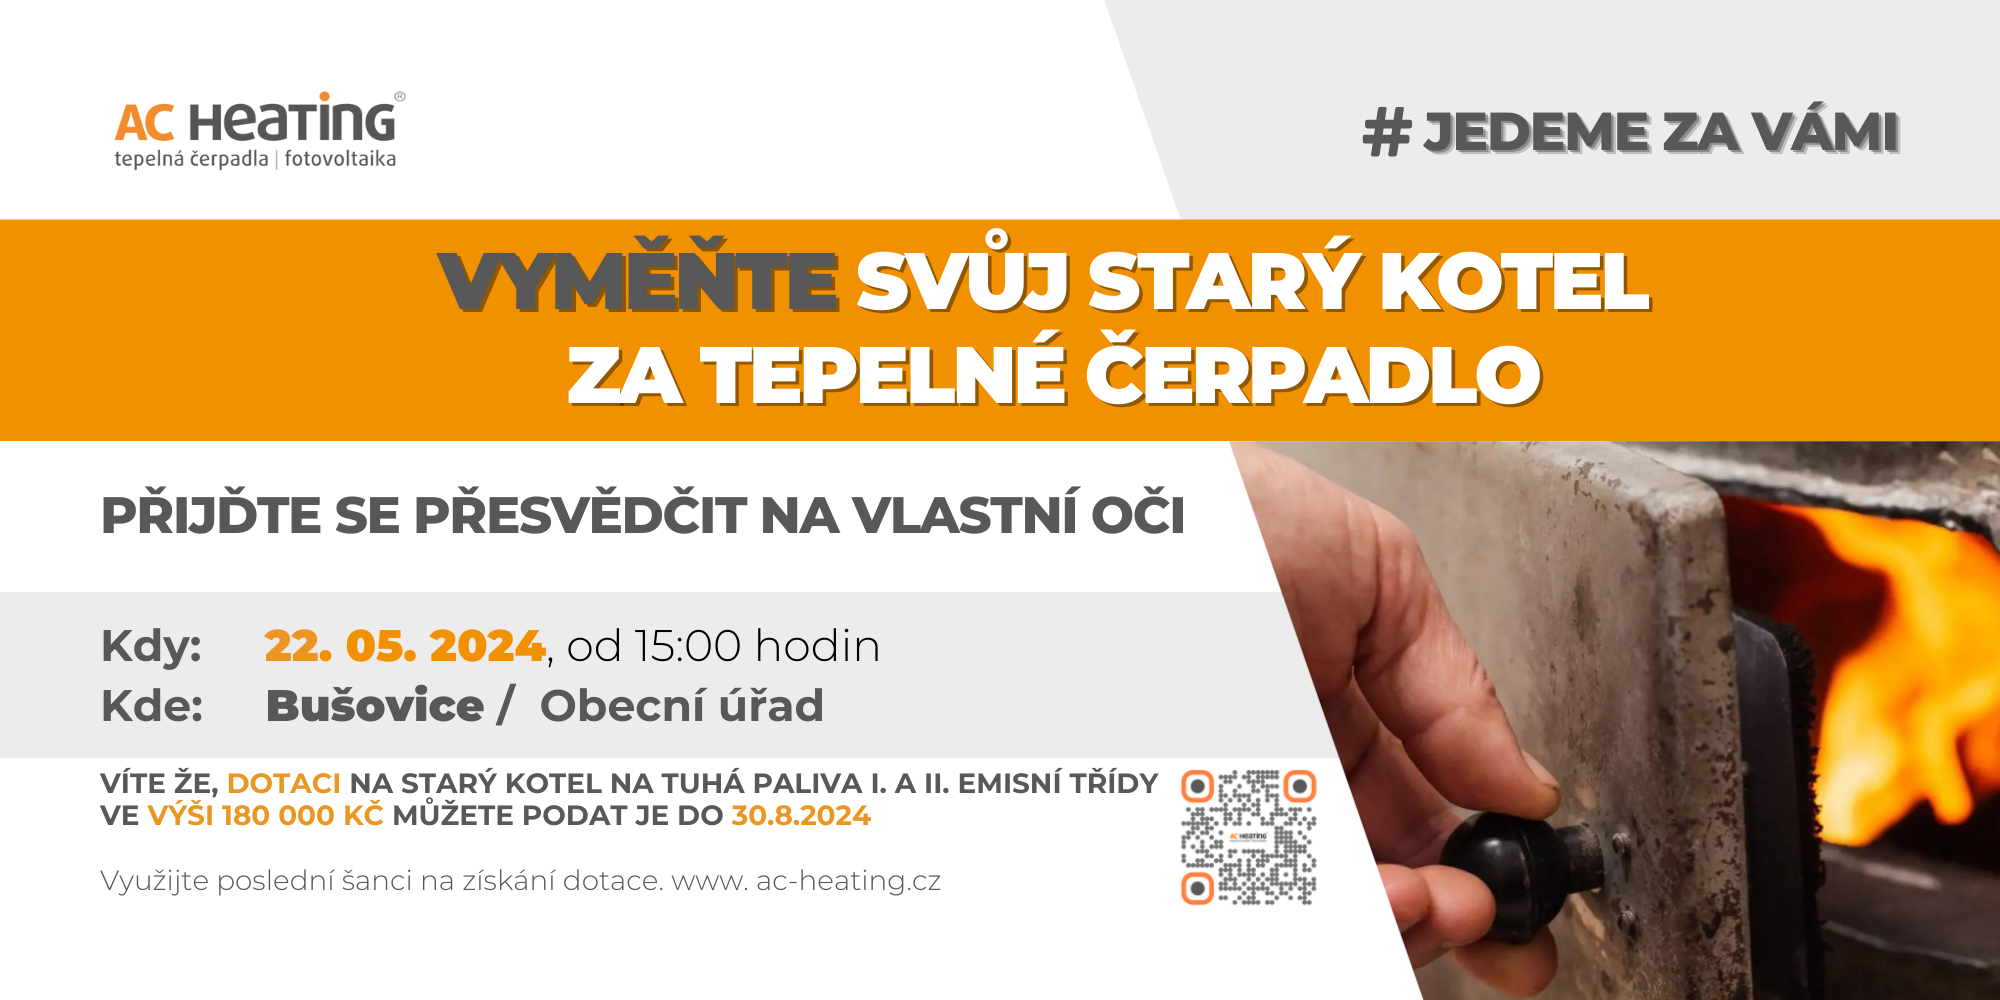 AC Heating®
tepelná čerpadla | fotovoltaika
# JEDEME ZA VÁMI
VYMĚŇTE SVŮJ STARÝ KOTEL
ZA TEPELNÉ ČERPADLO
PŘIJĎTE SE PŘESVĚDČIT NA VLASTNÍ OČI
Kdy: 22. 05. 2024, od 15:00 hodin
Kde: Bušovice / Obecní úřad
VÍTE ŽE, DOTACI NA STARÝ KOTEL NA TUHÁ PALIVA I. A II. EMISNÍ TŘÍDY
VE VÝŠI 180 000 KČ MŮŽETE PODAT JE DO 30.8.2024
AC Heating
Využijte poslední šanci na získání dotace. www. ac-heating.cz